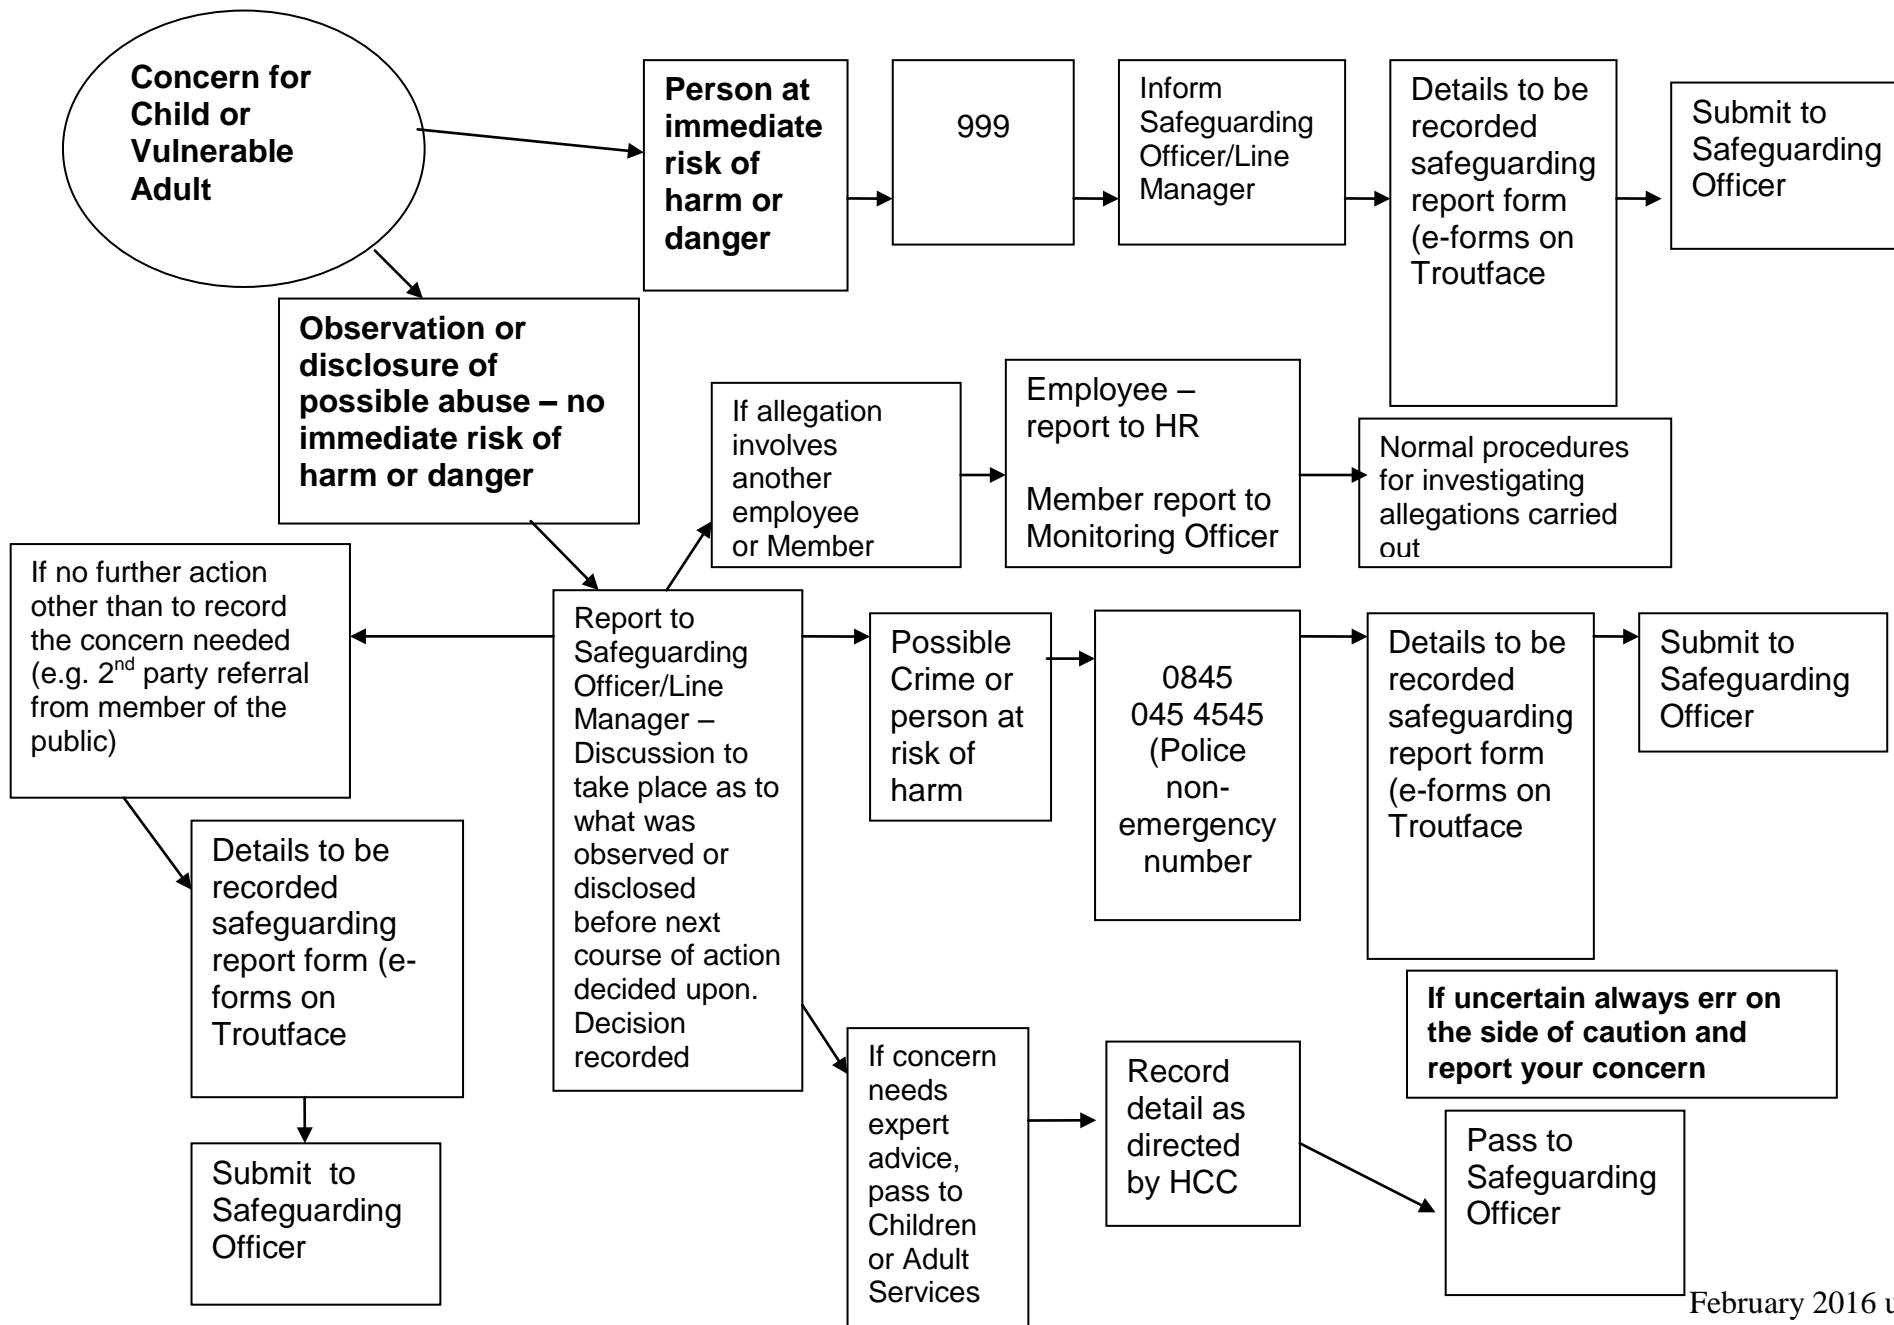 Concern for
Child or
Vulnerable
Adult
Person at
immediate
risk of
harm or
danger
999
Inform
Safeguarding
Officer/Line
Manager
Details to be
recorded
safeguarding
report form
(e-forms on
Troutface
Submit to
Safeguarding
Officer
Observation or
disclosure of
possible abuse – no
immediate risk of
harm or danger
If allegation
involves
another
employee
or Member
Employee –
report to HR
Member report to
Monitoring Officer
Normal procedures
for investigating
allegations carried
out
If no further action
other than to record
the concern needed
(e.g. 2nd party referral
from member of the
public)
Report to
Safeguarding
Officer/Line
Manager –
Discussion to
take place as to
what was
observed or
disclosed
before next
course of action
decided upon.
Decision
recorded
Possible
Crime or
person at
risk of
harm
0845
045 4545
(Police
non-
emergency
number
Details to be
recorded
safeguarding
report form
(e-forms on
Troutface
Submit to
Safeguarding
Officer
Details to be
recorded
safeguarding
report form (e-
forms on
Troutface
Submit to
Safeguarding
Officer
If concern
needs
expert
advice,
pass to
Children
or Adult
Services
Record
detail as
directed
by HCC
If uncertain always err on
the side of caution and
report your concern
Pass to
Safeguarding
Officer
February 2016